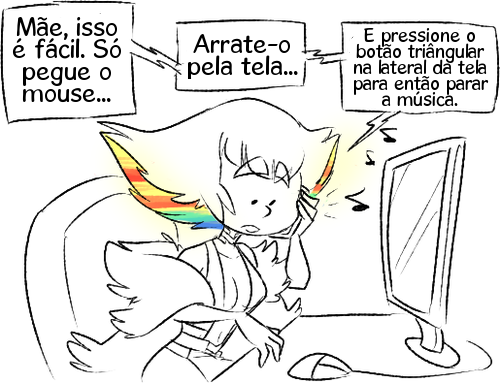 Mãe, isso
é fácil. Só
pegue o
mouse...
Arrate-o
pela tela...
E pressione o
botão triângular
na lateral da tela
para então parar
a música.